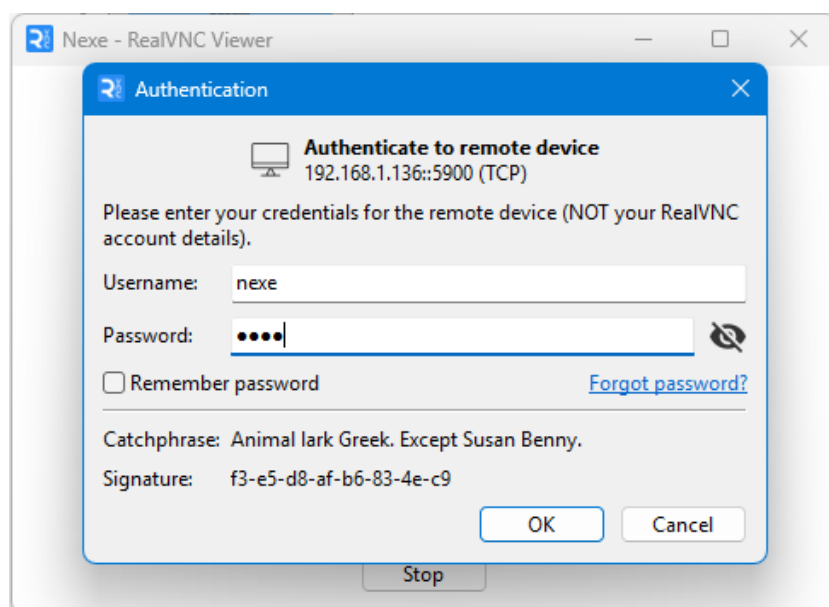 Nexe - RealVNC Viewer
Authentication
Authenticate to remote device
192.168.1.136::5900 (TCP)
Please enter your credentials for the remote device (NOT your RealVNC
account details).
Username: nexe
Password: ●●●●
Remember password Forgot password?
Catchphrase: Animal lark Greek. Except Susan Benny.
Signature: f3-e5-d8-af-b6-83-4e-c9
OK Cancel
Stop